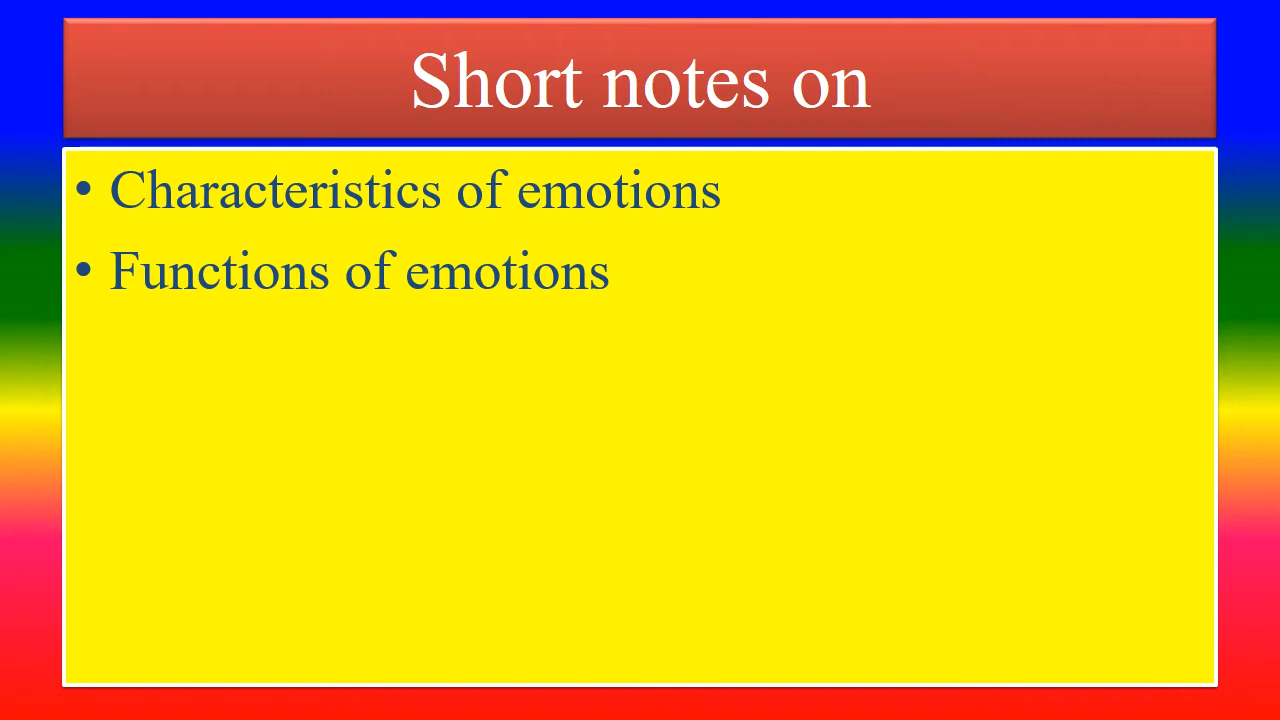 Short notes on
• Characteristics of emotions
• Functions of emotions